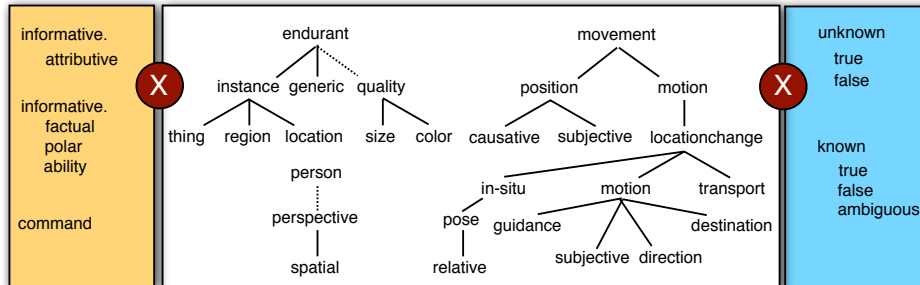 informative.
attributive
informative.
factual
polar
ability
command
X
endurant
instance generic quality
thing region location size color
person
perspective
spatial
movement
position motion
causative subjective locationchange
in-situ motion transport
pose guidance destination
relative subjective direction
X
unknown
true
false
known
true
false
ambiguous